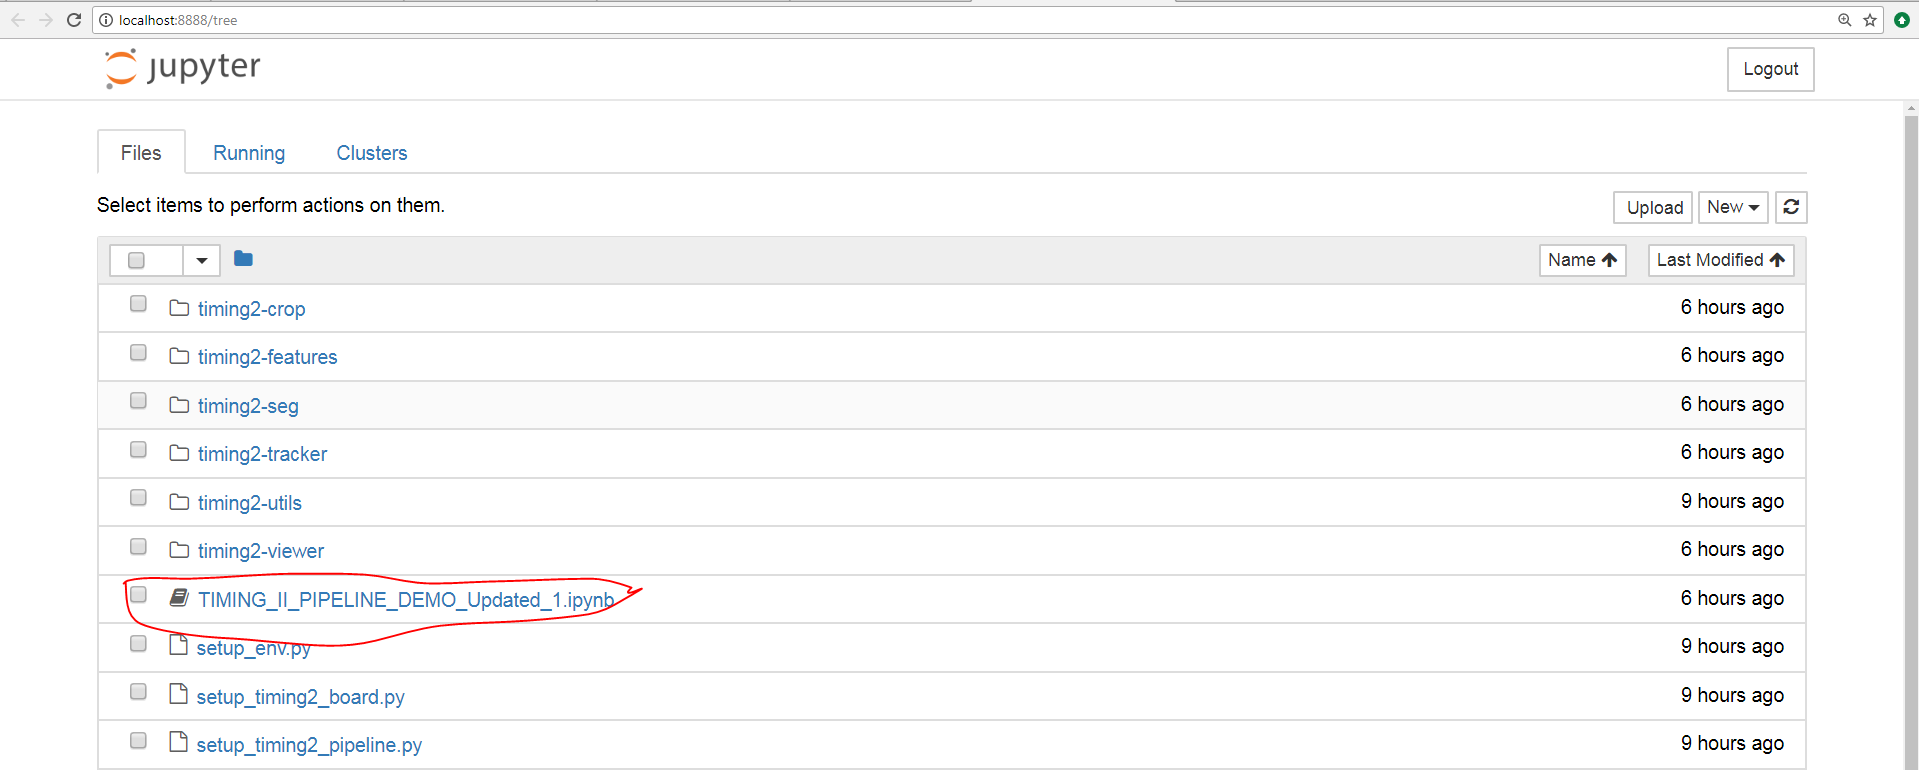 localhost:8888/tree
jupyter
Logout
Files Running Clusters
Select items to perform actions on them.
Upload New
Name Last Modified
timing2-crop 6 hours ago
timing2-features 6 hours ago
timing2-seg 6 hours ago
timing2-tracker 6 hours ago
timing2-utils 9 hours ago
timing2-viewer 6 hours ago
TIMING_II_PIPELINE_DEMO_Updated_1.ipynb 6 hours ago
setup_env.py 9 hours ago
setup_timing2_board.py 9 hours ago
setup_timing2_pipeline.py 9 hours ago